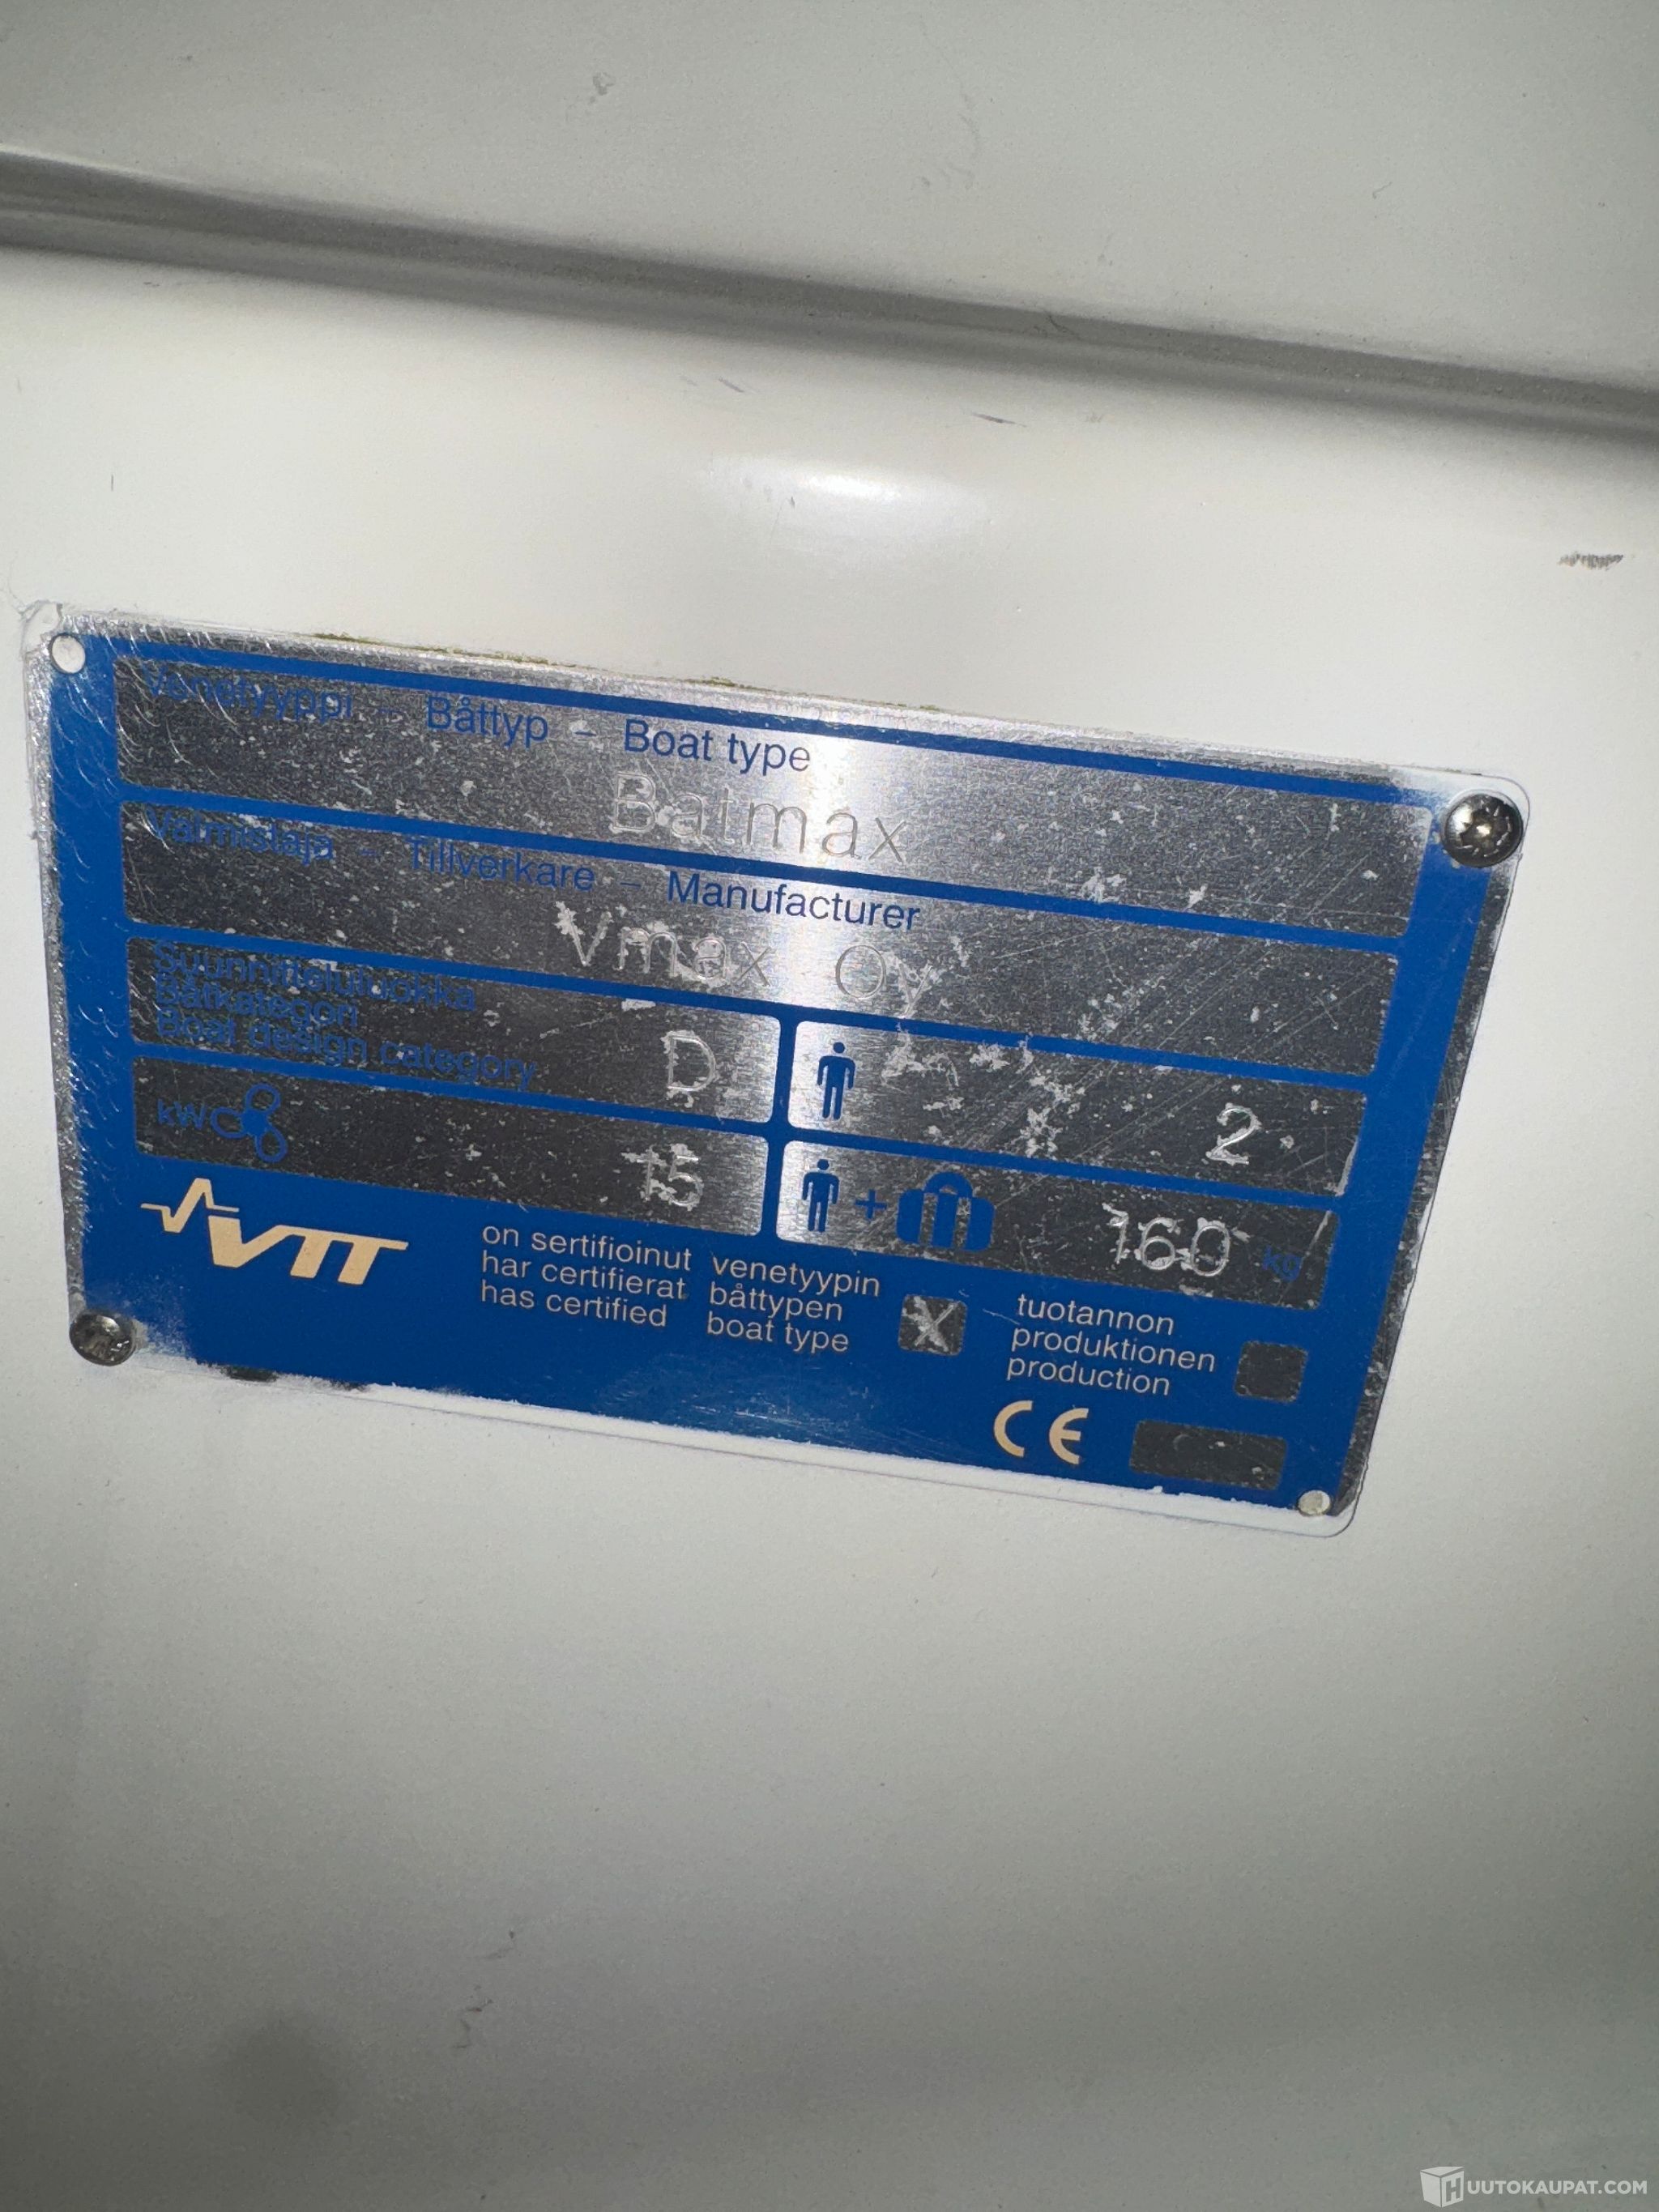 Venetyyppi - Båttyp - Boat type
Batmax
Valmistaja - Tillverkare - Manufacturer
Vmax Oy
Suunnitteluluokka
Båtkategori
Boat design category
D
2
kW
15
+
160 kg
VTT
on sertifioinut venetyypin
har certifierat båttypen
has certified boat type
X
tuotannon
produktionen
production
CE
HUUTOKAUPAT.COM